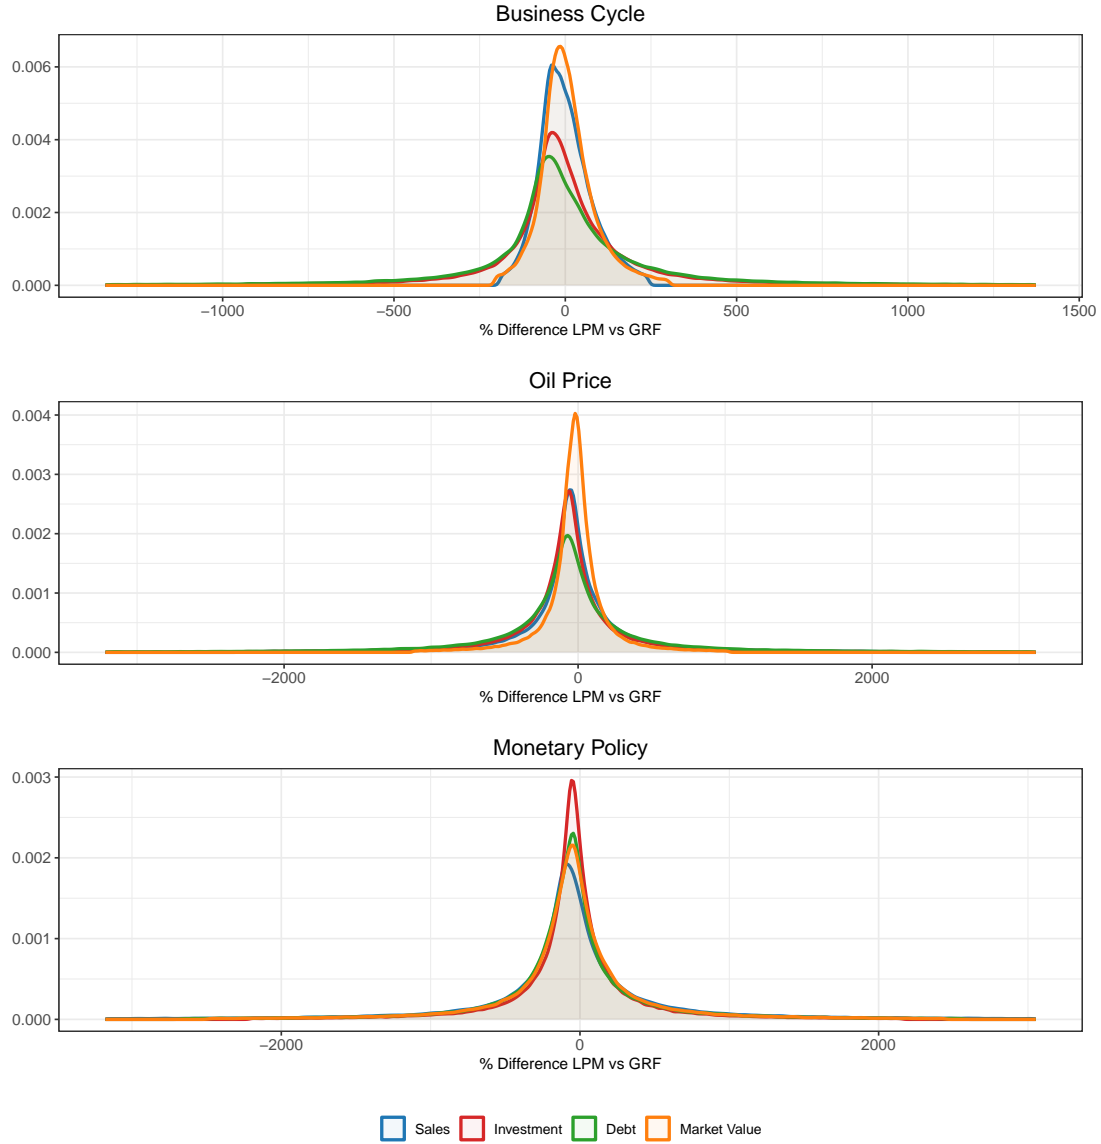 Business Cycle
0.006
0.004
0.002
0.000
−1000 −500 0 500 1000 1500
% Difference LPM vs GRF
Oil Price
0.004
0.003
0.002
0.001
0.000
−2000 0 2000
% Difference LPM vs GRF
Monetary Policy
0.003
0.002
0.001
0.000
−2000 0 2000
% Difference LPM vs GRF
Sales Investment Debt Market Value